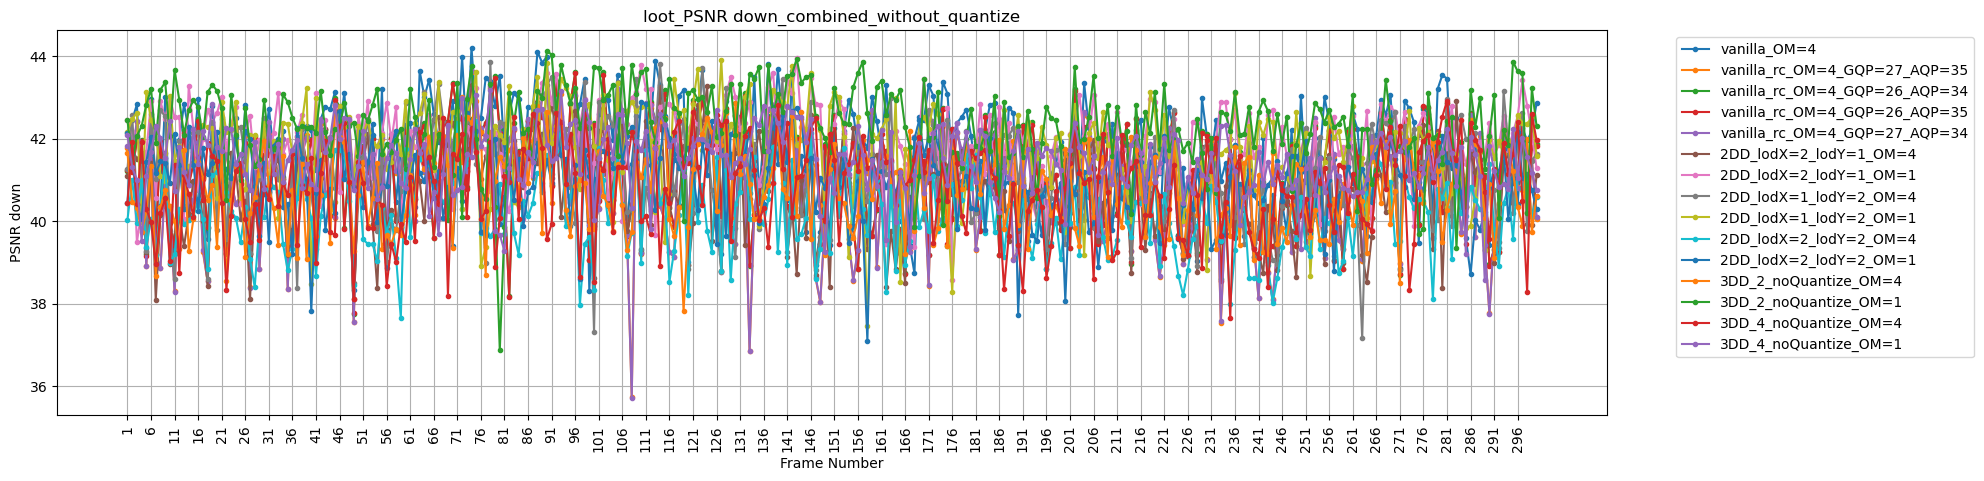 loot_PSNR down_combined_without_quantize
PSNR down
44
42
40
38
36
1 6 11 16 21 26 31 36 41 46 51 56 61 66 71 76 81 86 91 96 101 106 111 116 121 126 131 136 141 146 151 156 161 166 171 176 181 186 191 196 201 206 211 216 221 226 231 236 241 246 251 256 261 266 271 276 281 286 291 296
Frame Number
vanilla_OM=4
vanilla_rc_OM=4_GQP=27_AQP=35
vanilla_rc_OM=4_GQP=26_AQP=34
vanilla_rc_OM=4_GQP=26_AQP=35
vanilla_rc_OM=4_GQP=27_AQP=34
2DD_lodX=2_lodY=1_OM=4
2DD_lodX=2_lodY=1_OM=1
2DD_lodX=1_lodY=2_OM=4
2DD_lodX=1_lodY=2_OM=1
2DD_lodX=2_lodY=2_OM=4
2DD_lodX=2_lodY=2_OM=1
3DD_2_noQuantize_OM=4
3DD_2_noQuantize_OM=1
3DD_4_noQuantize_OM=4
3DD_4_noQuantize_OM=1